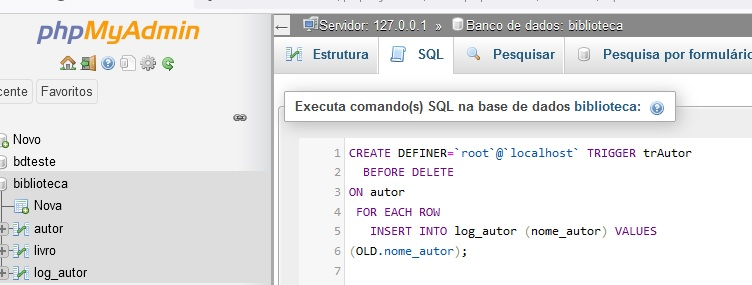 phpMyAdmin
cente Favoritos
Novo
bdteste
biblioteca
Nova
autor
livro
log_autor
Servidor: 127.0.0.1 » Banco de dados: biblioteca
Estrutura SQL Pesquisar Pesquisa por formulário
Executa comando(s) SQL na base de dados biblioteca:
1 CREATE DEFINER=`root`@`localhost` TRIGGER trAutor
2 BEFORE DELETE
3 ON autor
4 FOR EACH ROW
5 INSERT INTO log_autor (nome_autor) VALUES
6 (OLD.nome_autor);
7